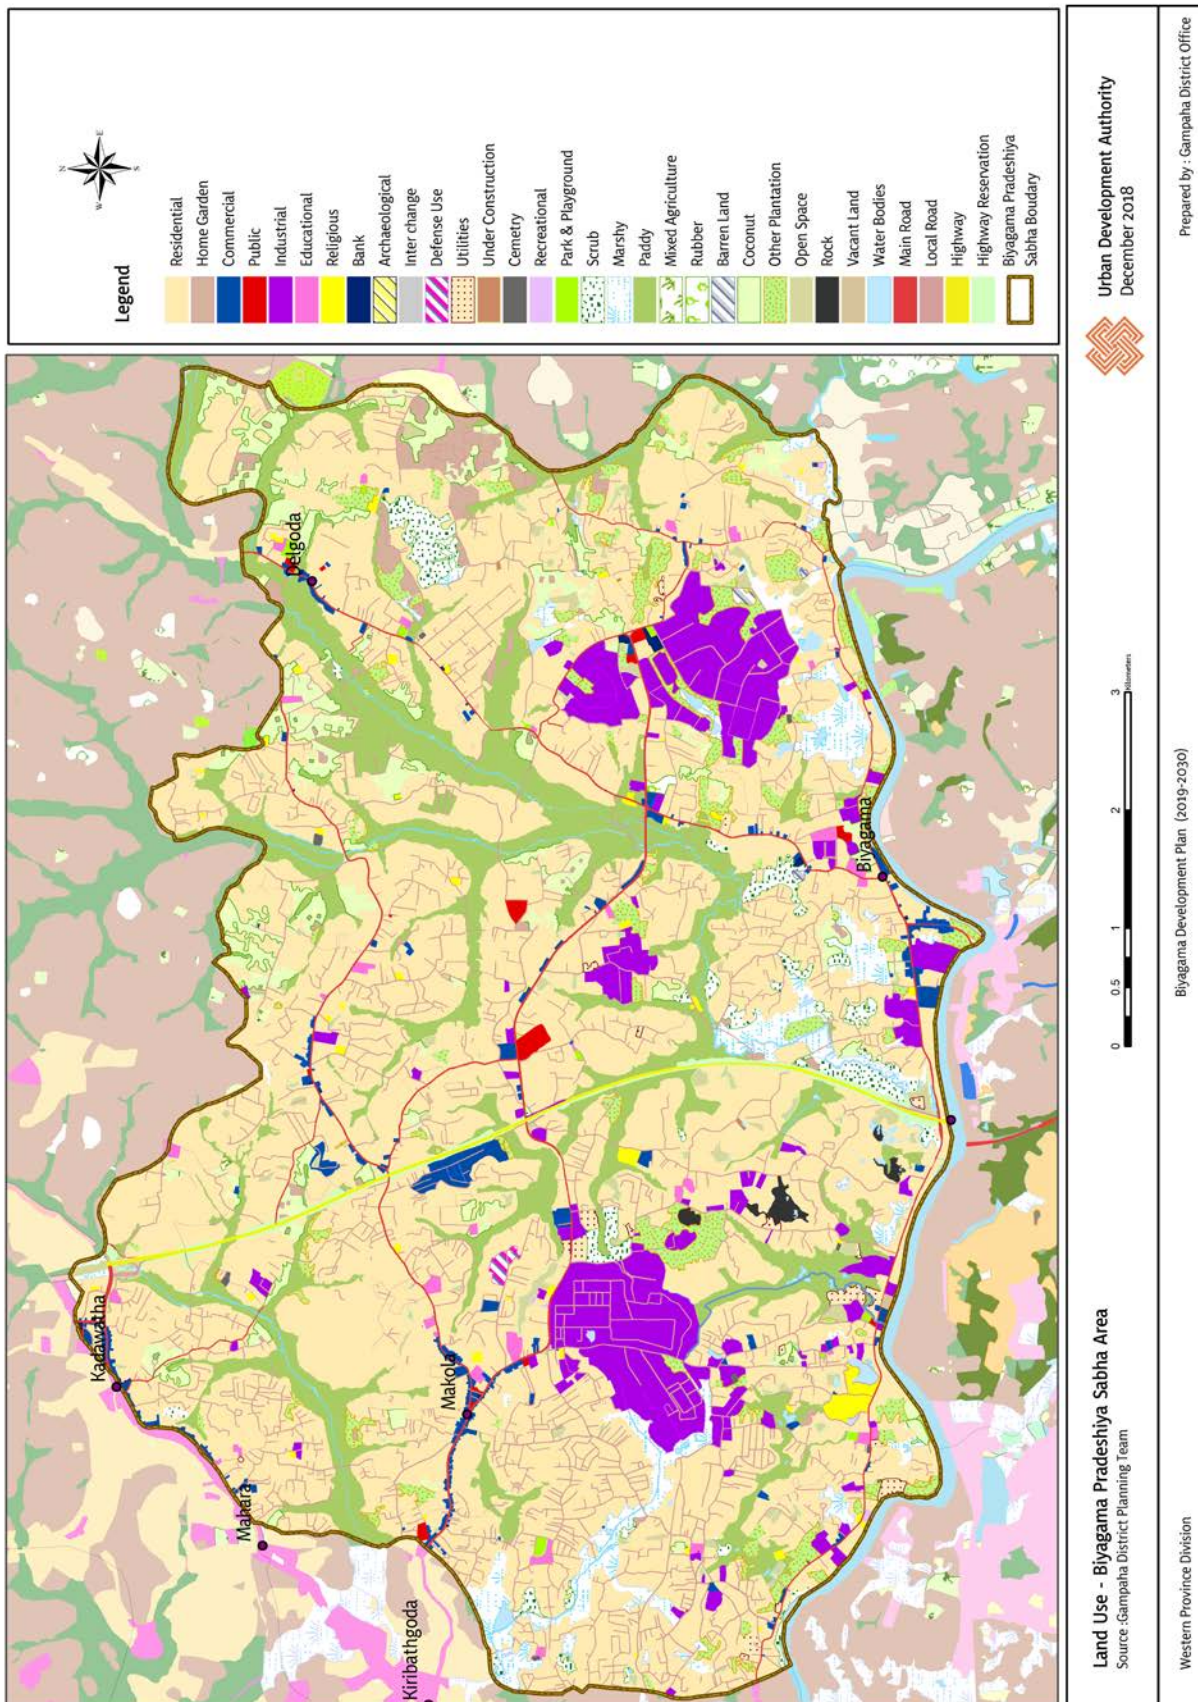 Legend
Residential
Home Garden
Commercial
Public
Industrial
Educational
Religious
Bank
Archaeological
Inter change
Defense Use
Utilities
Under Construction
Cemetry
Recreational
Park & Playground
Scrub
Marshy
Paddy
Mixed Agriculture
Rubber
Barren Land
Coconut
Other Plantation
Open Space
Rock
Vacant Land
Water Bodies
Main Road
Local Road
Highway
Highway Reservation
Biyagama Pradeshiya
Sabha Boudary
N
E
S
W
Kadawatha
Mahara
Kiribathgoda
Makola
Delgoda
Biyagama
0
0.5
1
2
3
Kilometers
Land Use - Biyagama Pradeshiya Sabha Area
Source :Gampaha District Planning Team
Urban Development Authority
December 2018
Western Province Division
Biyagama Development Plan (2019-2030)
Prepared by : Gampaha District Office